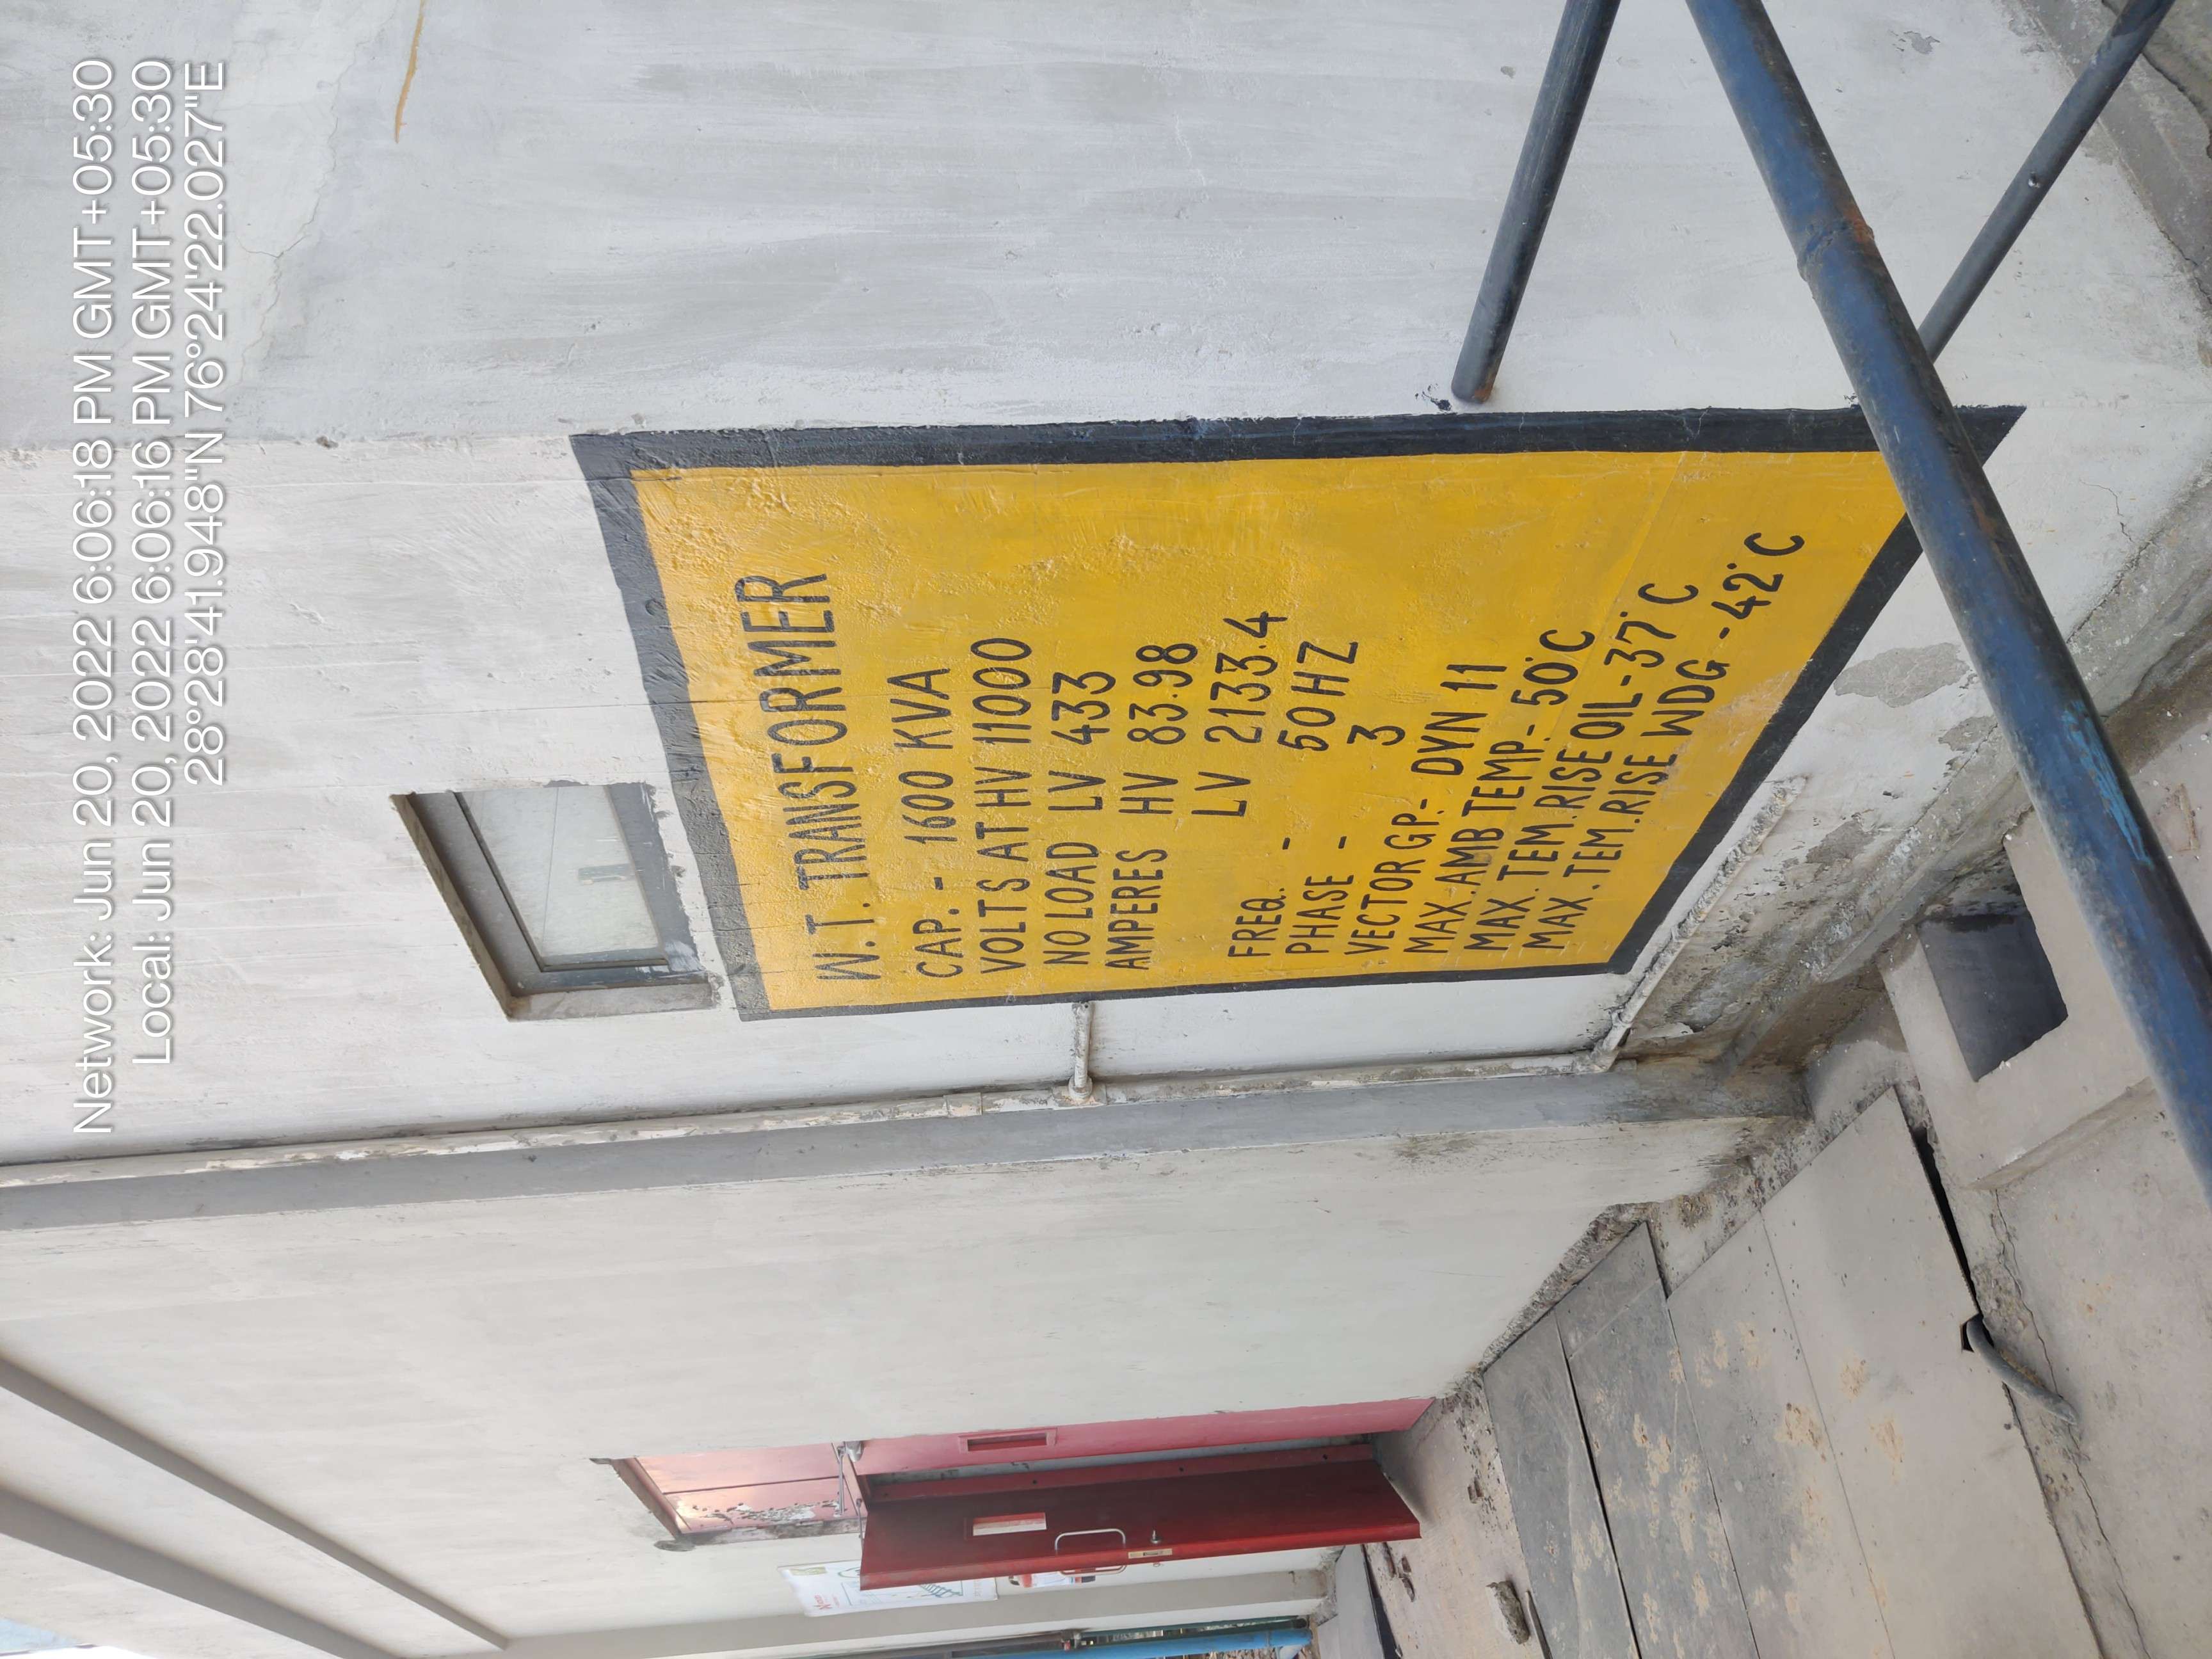 Network: Jun 20, 2022 6:06:18 PM GMT+05:30
Local: Jun 20, 2022 6:06:16 PM GMT+05:30
28°28'41.948"N 76°24'22.027"E
W.T. TRANSFORMER
CAP. - 1600 KVA
VOLTS AT HV 11000
NO LOAD LV 433
AMPERES HV 83.98
LV 2133.4
FREQ. - 50 HZ
PHASE - 3
VECTOR GP.- DYN 11
MAX. AMB TEMP.- 50°C
MAX. TEM.RISE OIL-37°C
MAX. TEM.RISE WDG -42°C